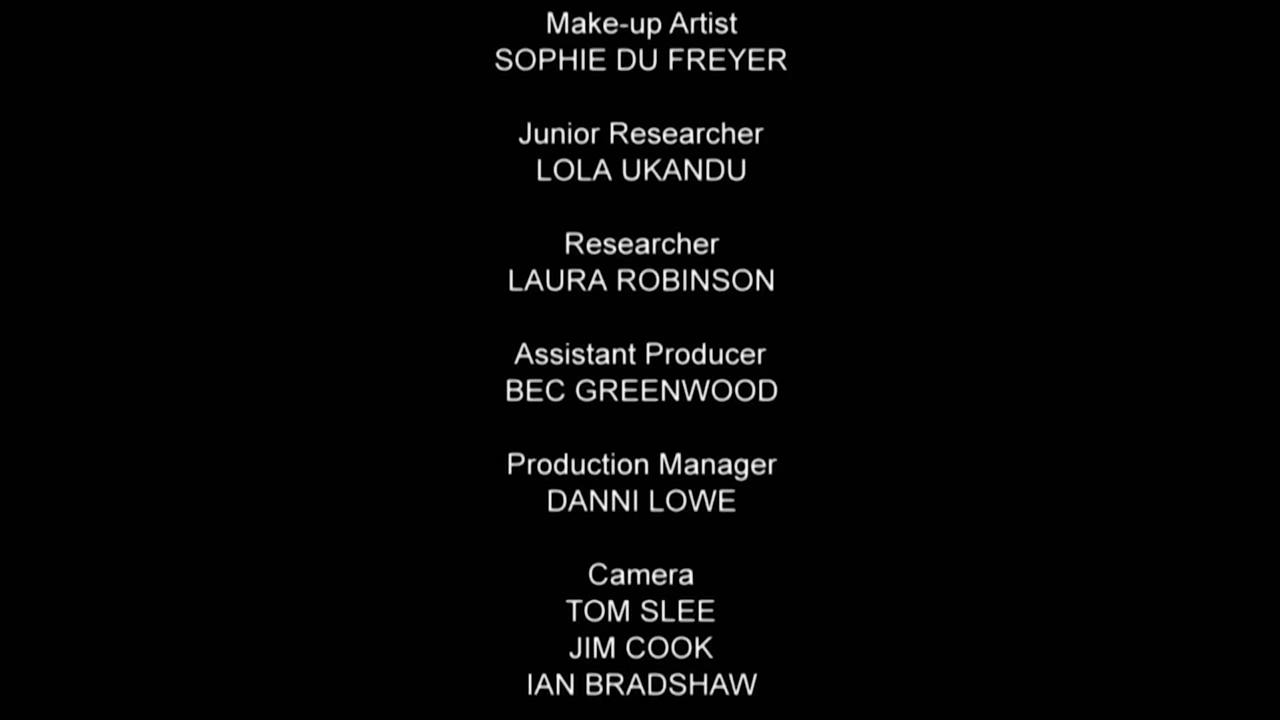 Make-up Artist
SOPHIE DU FREYER
Junior Researcher
LOLA UKANDU
Researcher
LAURA ROBINSON
Assistant Producer
BEC GREENWOOD
Production Manager
DANNI LOWE
Camera
TOM SLEE
JIM COOK
IAN BRADSHAW